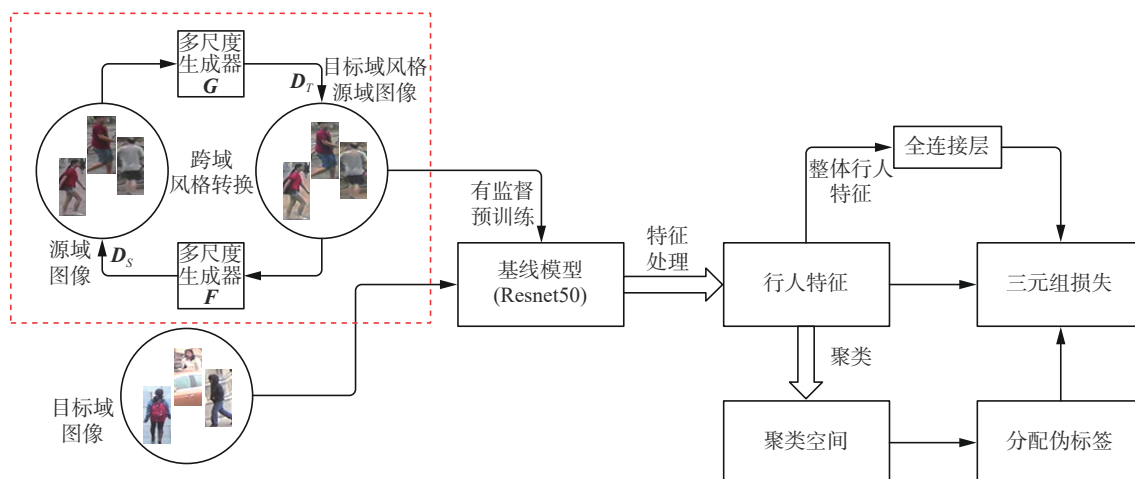 多尺度
生成器
G
D_T
目标域风格
源域图像
跨域
风格转换
源域
图像
D_S
多尺度
生成器
F
有监督
预训练
基线模型
(Resnet50)
特征
处理
行人特征
整体行人
特征
全连接层
三元组损失
聚类
聚类空间
分配伪标签
目标域
图像